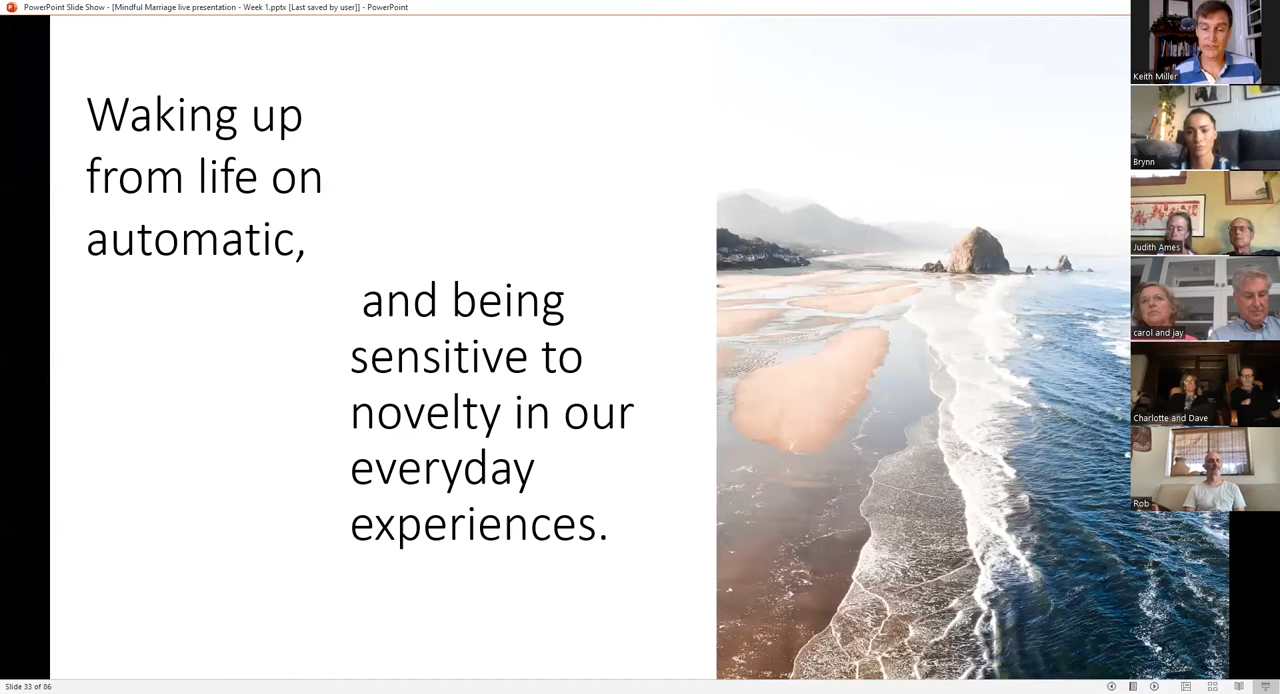 PowerPoint Slide Show - [Mindful Marriage live presentation - Week 1.pptx [Last saved by user]] - PowerPoint
Waking up
from life on
automatic,
and being
sensitive to
novelty in our
everyday
experiences.
Keith Miller
Brynn
Judith Ames
carol and jay
Charlotte and Dave
Rob
Slide 33 of 86